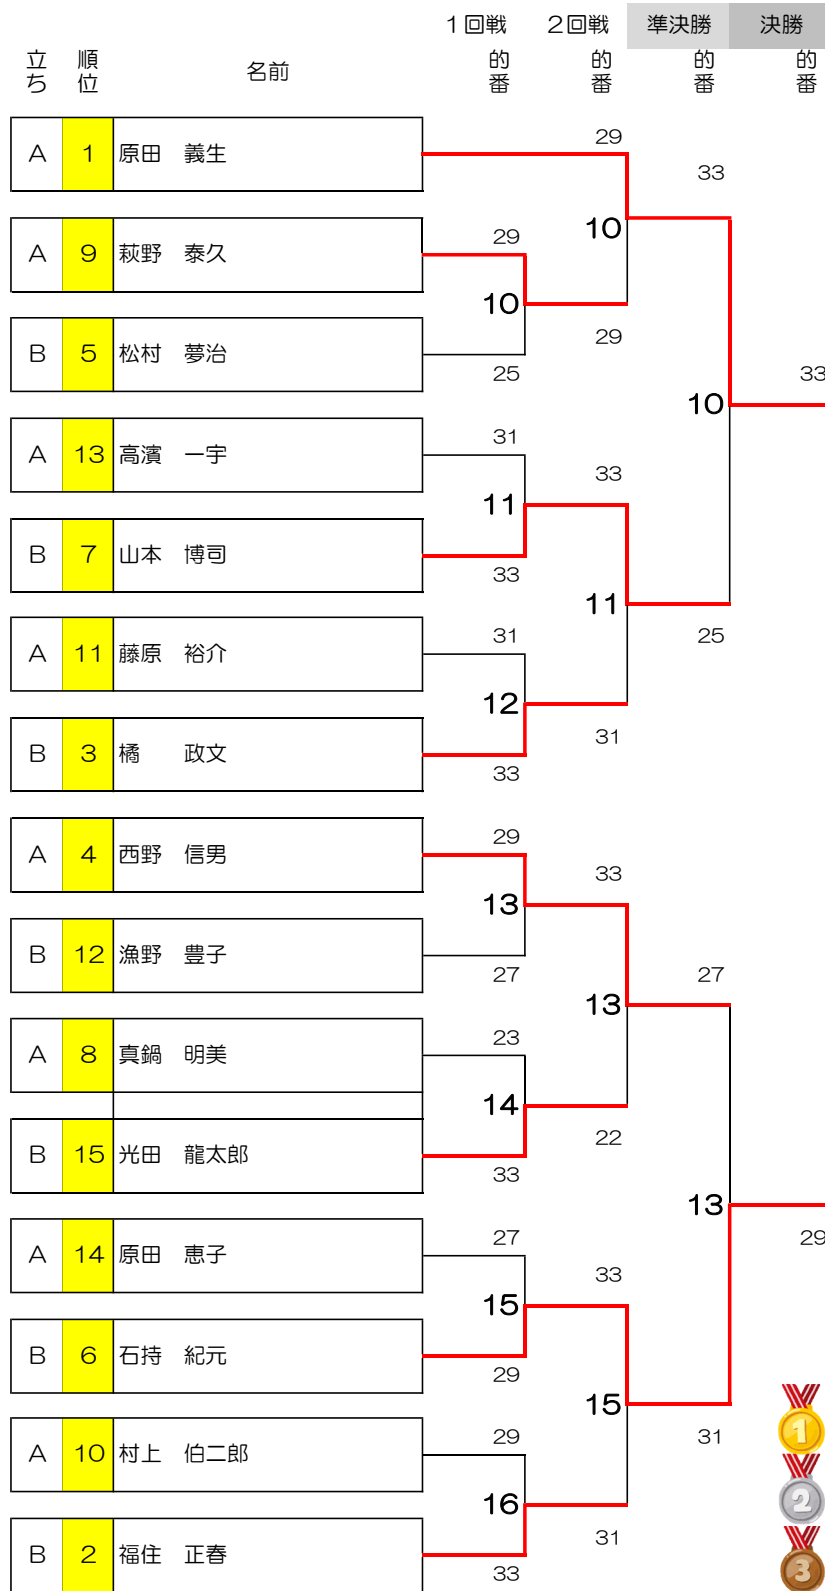 1回戦 2回戦 準決勝 決勝
立ち 順位 名前 的番 的番 的番 的番
29
A 1 原田 義生
33
10
29
A 9 萩野 泰久
10
29
B 5 松村 夢治
25
33
10
31
A 13 高濱 一宇
33
11
B 7 山本 博司
33
11
31
25
A 11 藤原 裕介
12
31
B 3 橘 政文
33
29
A 4 西野 信男
33
13
B 12 漁野 豊子
27
27
13
23
A 8 真鍋 明美
14
22
B 15 光田 龍太郎
33
13
27
29
A 14 原田 恵子
33
15
B 6 石持 紀元
29
15
29
31
A 10 村上 伯二郎
1
16
2
31
B 2 福住 正春
33
3